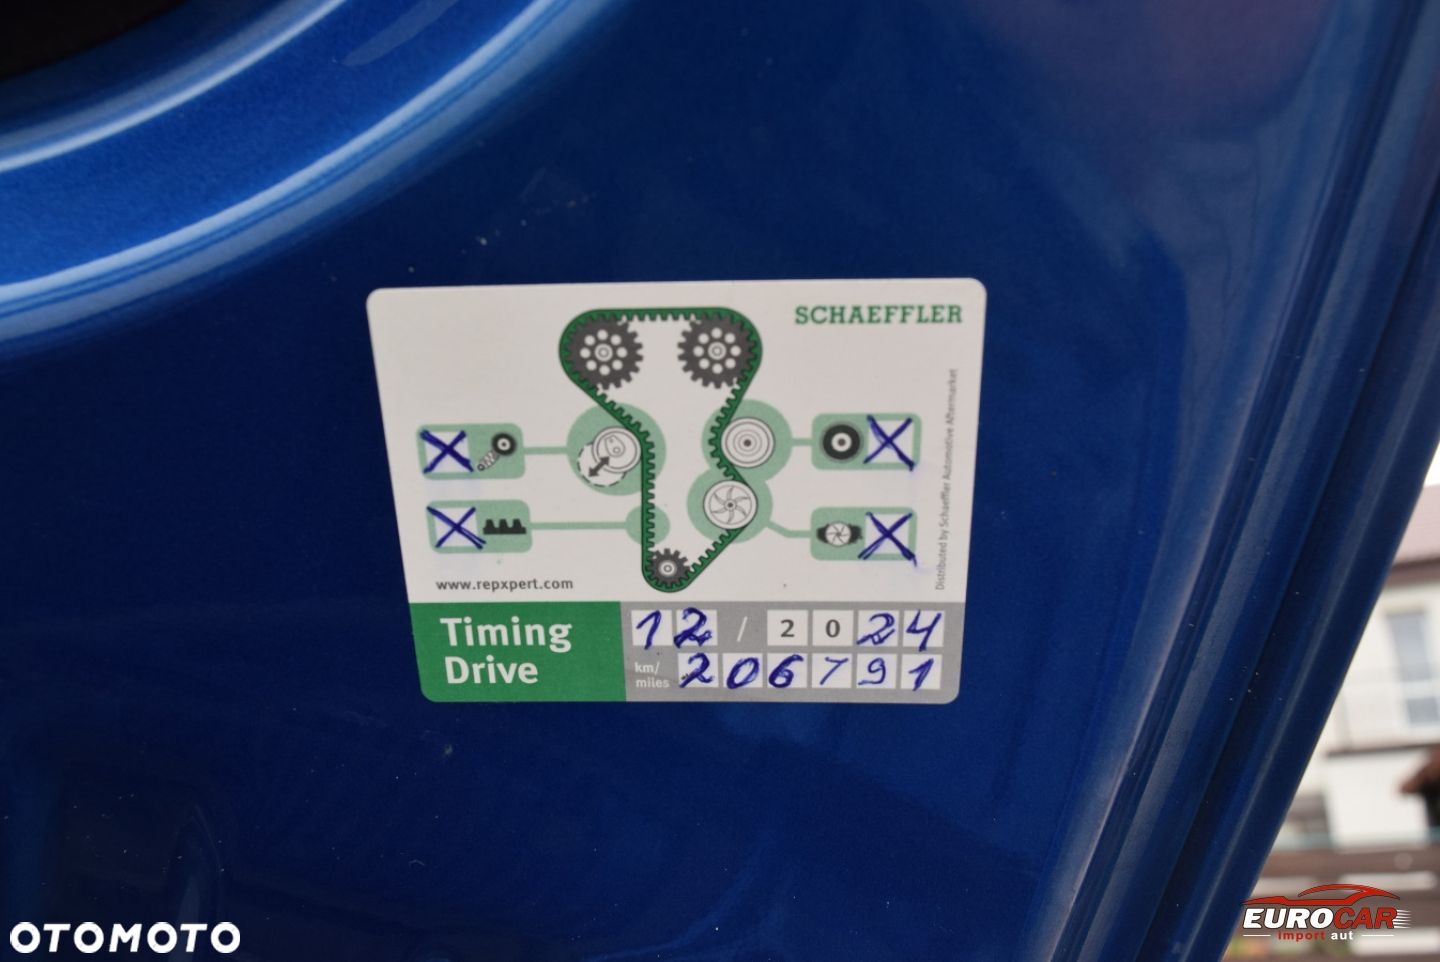 SCHAEFFLER
Distributed by Schaeffler Automotive Aftermarket
www.repxpert.com
Timing
Drive
12 / 2024
km/
miles
206791
OTOMOTO
EUROCAR
import aut